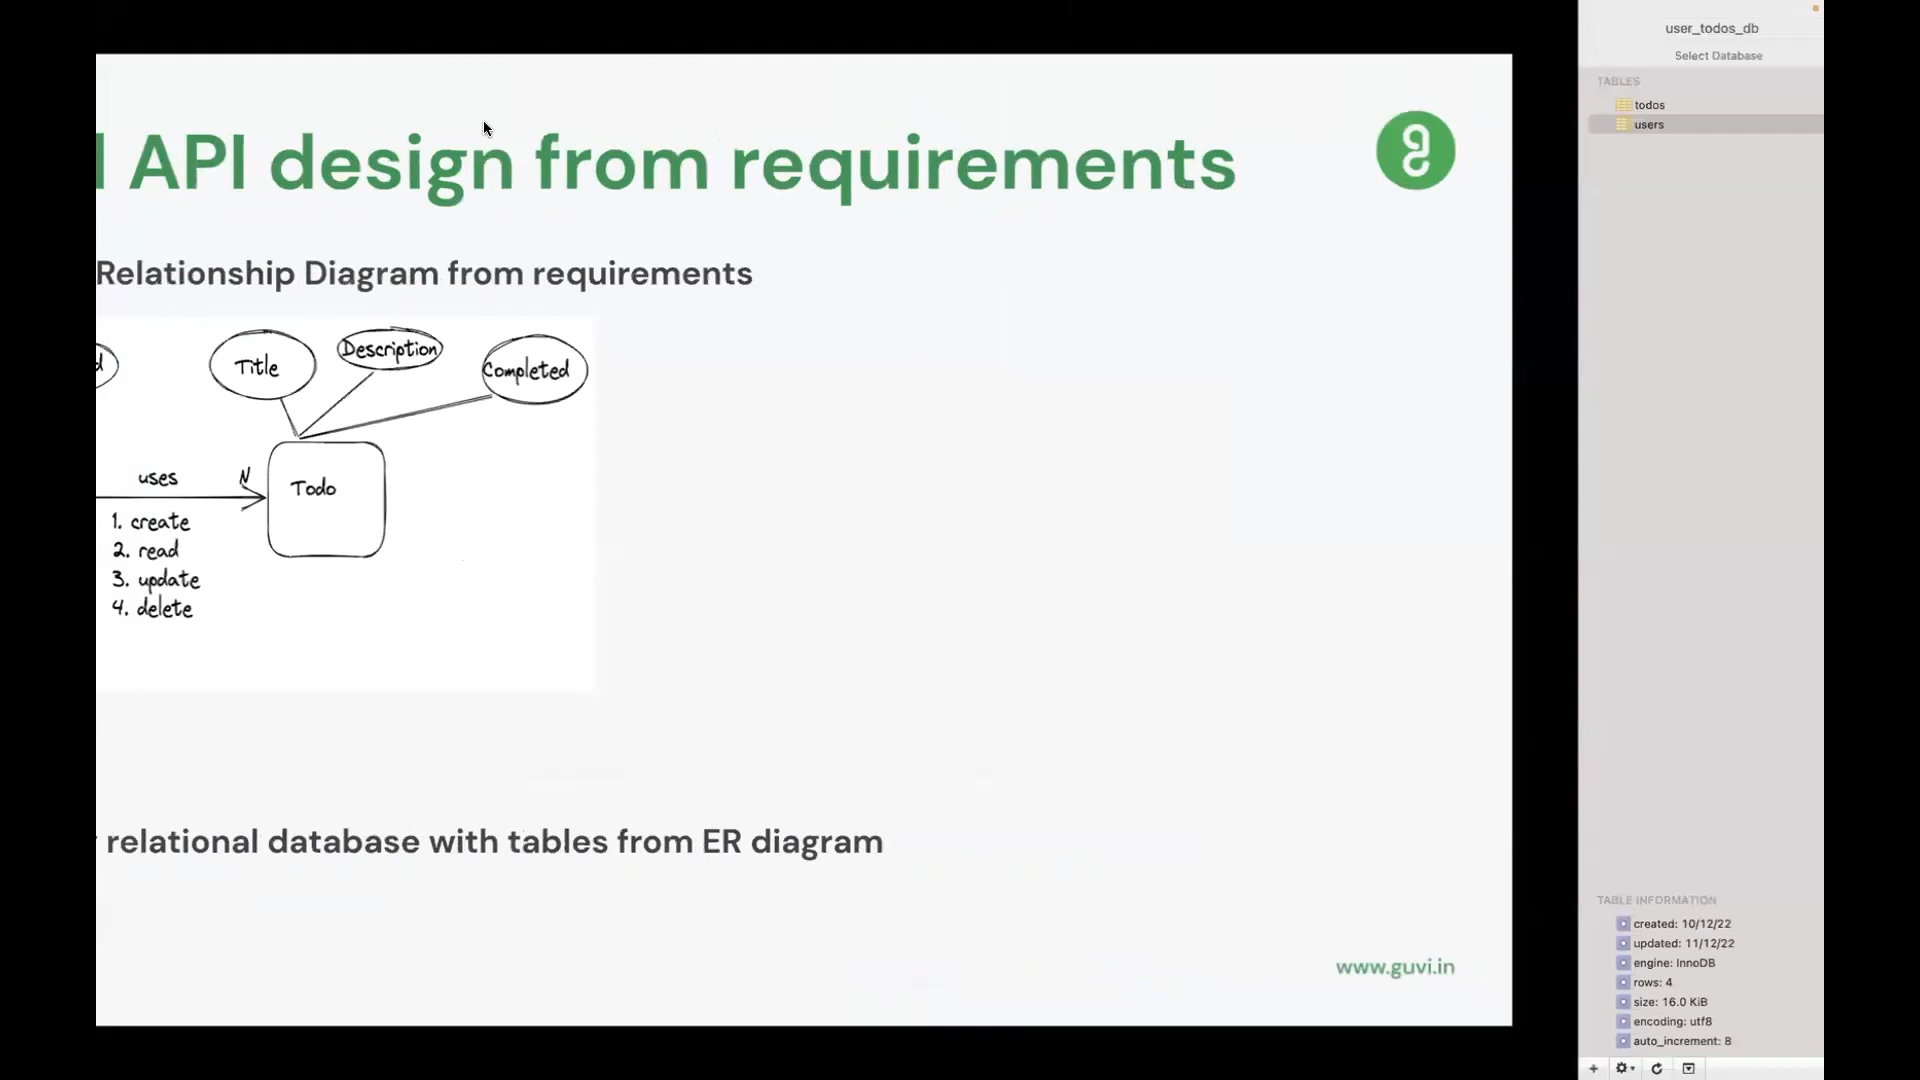 API design from requirements
Relationship Diagram from requirements
Title
Description
Completed
uses
N
Todo
1. create
2. read
3. update
4. delete
relational database with tables from ER diagram
www.guvi.in
user_todos_db
Select Database
TABLES
todos
users
TABLE INFORMATION
created: 10/12/22
updated: 11/12/22
engine: InnoDB
rows: 4
size: 16.0 KiB
encoding: utf8
auto_increment: 8